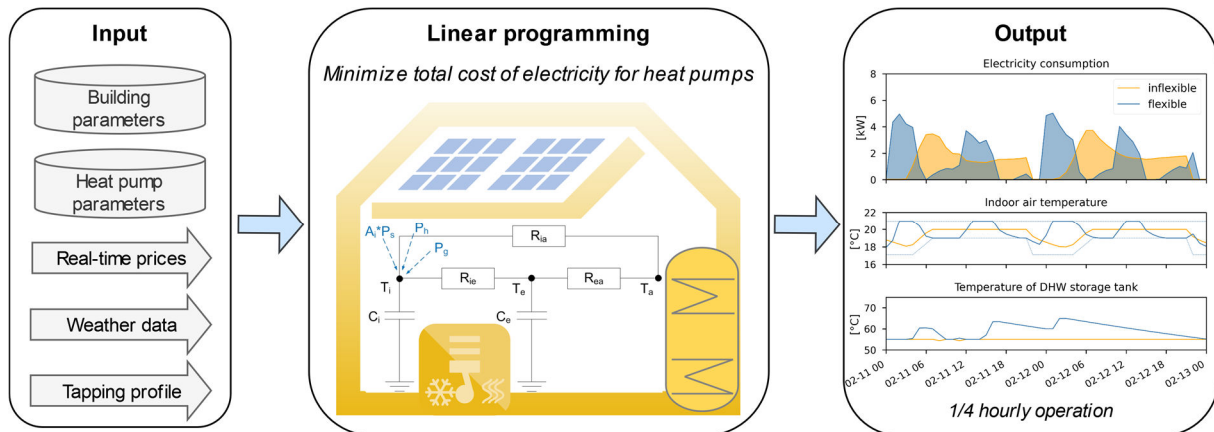 Input
Building
parameters
Heat pump
parameters
Real-time prices
Weather data
Tapping profile
Linear programming
Minimize total cost of electricity for heat pumps
Aᵢ*Pₛ
Pₕ
P_g
Rᵢₐ
Rᵢₑ
Rₑₐ
Tᵢ
Tₑ
Tₐ
Cᵢ
Cₑ
Output
Electricity consumption
inflexible
flexible
[kW]
8
6
4
2
0
Indoor air temperature
[°C]
22
20
18
16
Temperature of DHW storage tank
[°C]
70
60
50
02-11 00
02-11 06
02-11 12
02-11 18
02-12 00
02-12 06
02-12 12
02-12 18
02-13 00
1/4 hourly operation